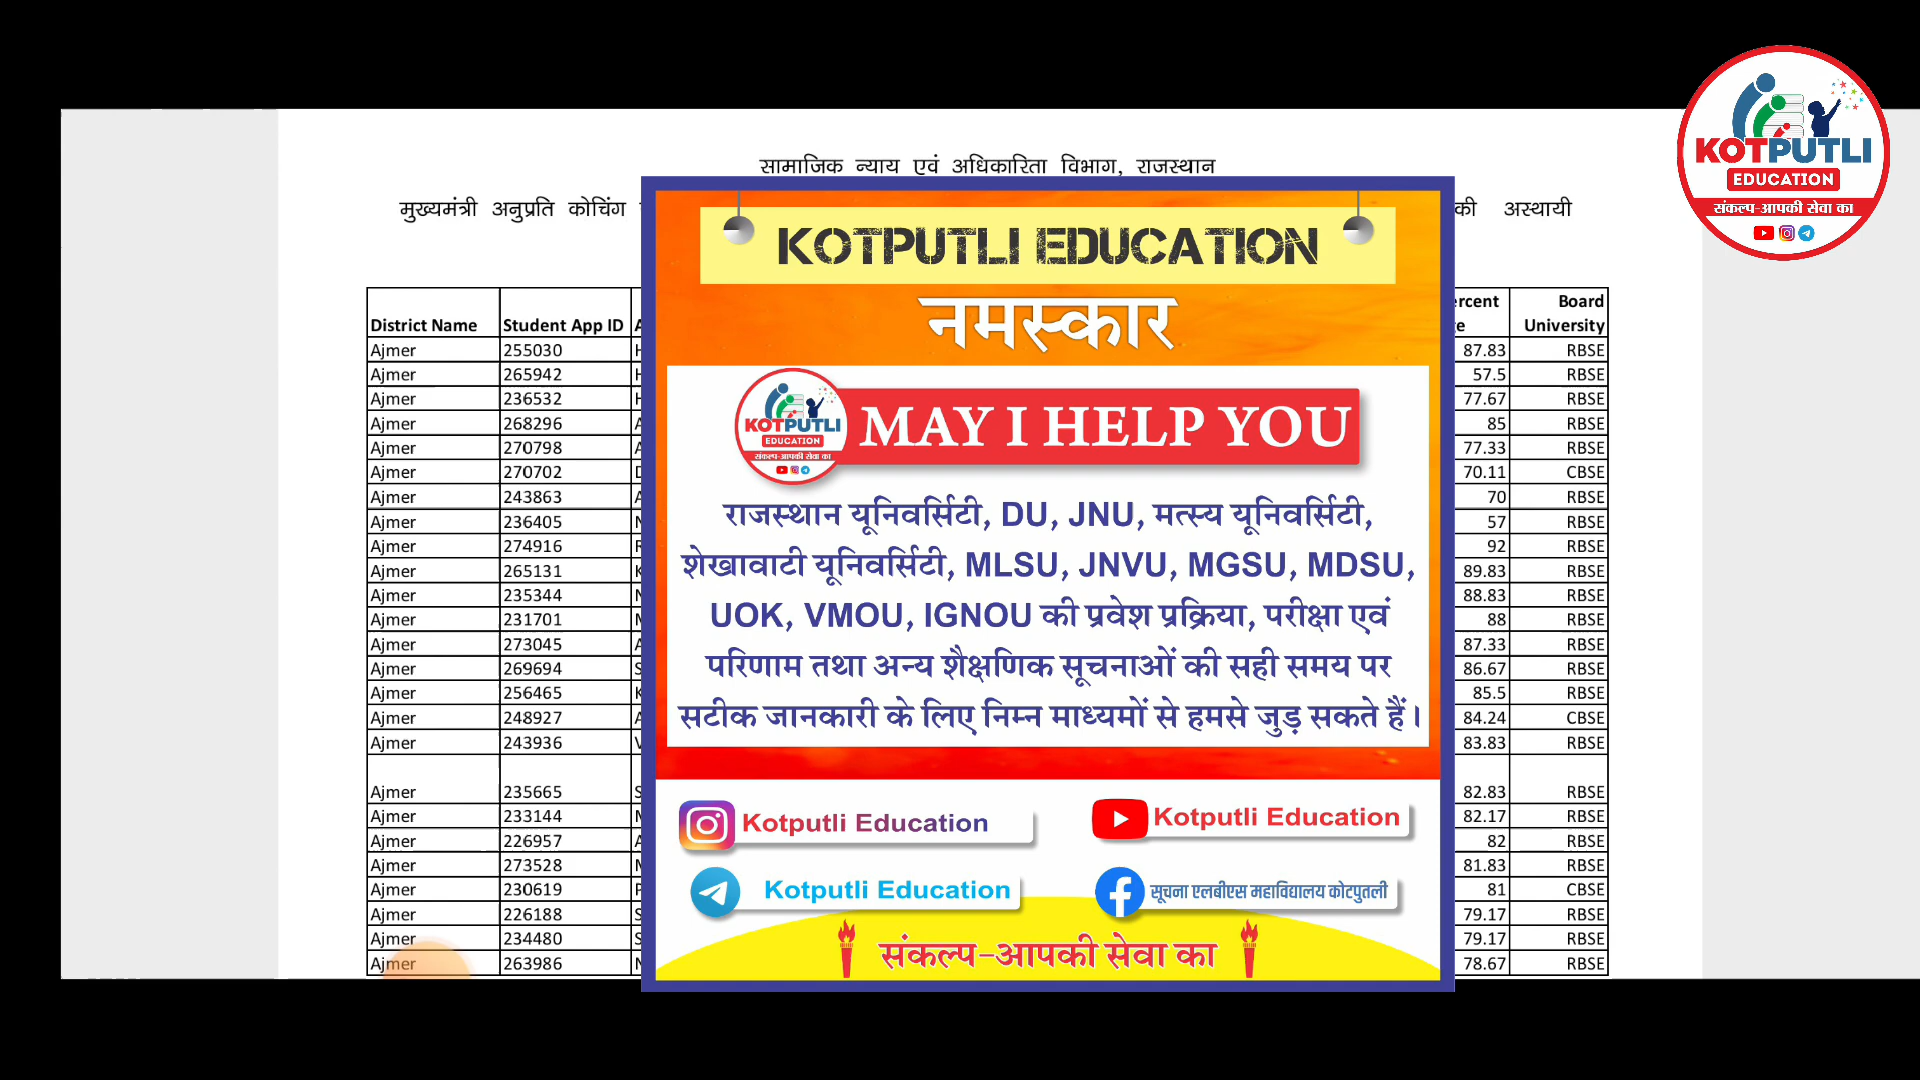 सामाजिक न्याय एवं अधिकारिता विभाग, राजस्थान
मुख्यमंत्री अनुप्रति कोचिंग
की अस्थायी
KOTPUTLI
EDUCATION
संकल्प-आपकी सेवा का
KOTPUTLI EDUCATION
नमस्कार
KOTPUTLI
EDUCATION
संकल्प-आपकी सेवा का
MAY I HELP YOU
राजस्थान यूनिवर्सिटी, DU, JNU, मत्स्य यूनिवर्सिटी,
शेखावाटी यूनिवर्सिटी, MLSU, JNVU, MGSU, MDSU,
UOK, VMOU, IGNOU की प्रवेश प्रक्रिया, परीक्षा एवं
परिणाम तथा अन्य शैक्षणिक सूचनाओं की सही समय पर
सटीक जानकारी के लिए निम्न माध्यमों से हमसे जुड़ सकते हैं।
Kotputli Education
Kotputli Education
Kotputli Education
सूचना एलबीएस महाविद्यालय कोटपुतली
संकल्प-आपकी सेवा का
District Name Student App ID Board University
Ajmer 255030 87.83 RBSE
Ajmer 265942 57.5 RBSE
Ajmer 236532 77.67 RBSE
Ajmer 268296 85 RBSE
Ajmer 270798 77.33 RBSE
Ajmer 270702 70.11 CBSE
Ajmer 243863 70 RBSE
Ajmer 236405 57 RBSE
Ajmer 274916 92 RBSE
Ajmer 265131 89.83 RBSE
Ajmer 235344 88.83 RBSE
Ajmer 231701 88 RBSE
Ajmer 273045 87.33 RBSE
Ajmer 269694 86.67 RBSE
Ajmer 256465 85.5 RBSE
Ajmer 248927 84.24 CBSE
Ajmer 243936 83.83 RBSE
Ajmer 235665 82.83 RBSE
Ajmer 233144 82.17 RBSE
Ajmer 226957 82 RBSE
Ajmer 273528 81.83 RBSE
Ajmer 230619 81 CBSE
Ajmer 226188 79.17 RBSE
Ajmer 234480 79.17 RBSE
Ajmer 263986 78.67 RBSE